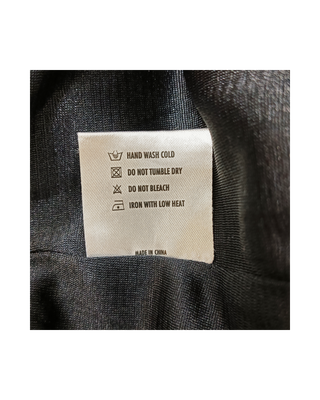 HAND WASH COLD
DO NOT TUMBLE DRY
DO NOT BLEACH
IRON WITH LOW HEAT
MADE IN CHINA